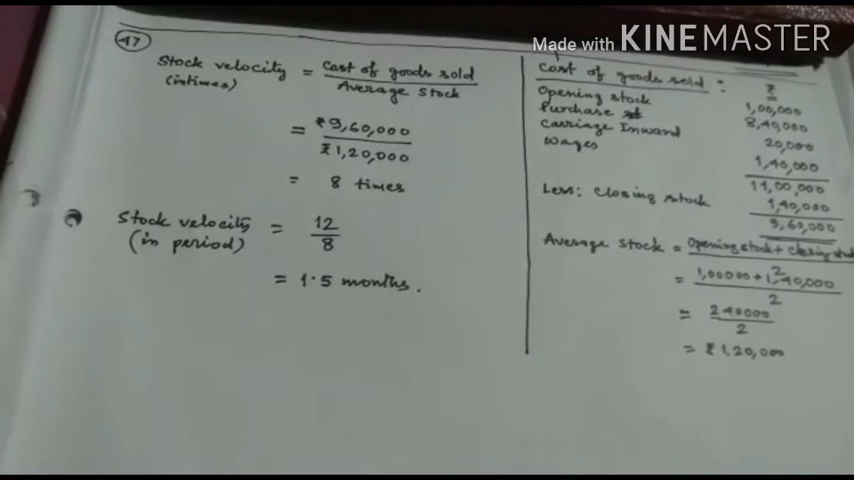 Made with KINEMASTER
47
Stock velocity = Cost of goods sold / Average Stock
(in times)
= ₹9,60,000 / ₹1,20,000
= 8 times
Stock velocity = 12 / 8
(in period)
= 1.5 months.
Cost of goods sold : ₹
Opening stock 1,00,000
Purchase 8,40,000
Carriage Inward 20,000
Wages 1,40,000
11,00,000
Less: Closing stock 1,40,000
9,60,000
Average stock = Opening stock + Closing stock / 2
= 1,00000 + 1,40,000 / 2
= 240000 / 2
= ₹1,20,000